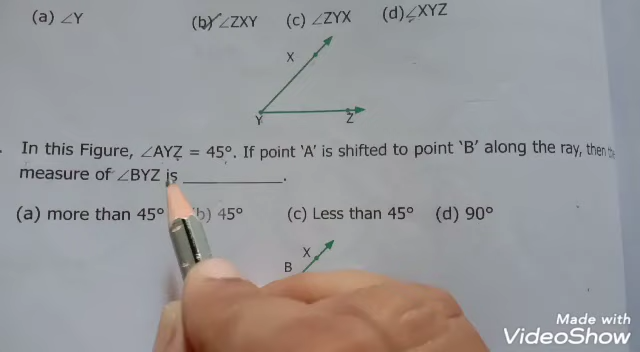 (a) ∠Y (b) ∠ZXY (c) ∠ZYX (d) ∠XYZ
X
Y Z
In this Figure, ∠AYZ = 45°. If point 'A' is shifted to point 'B' along the ray, then the
measure of ∠BYZ is __________.
(a) more than 45° (b) 45° (c) Less than 45° (d) 90°
X
B
Made with
VideoShow